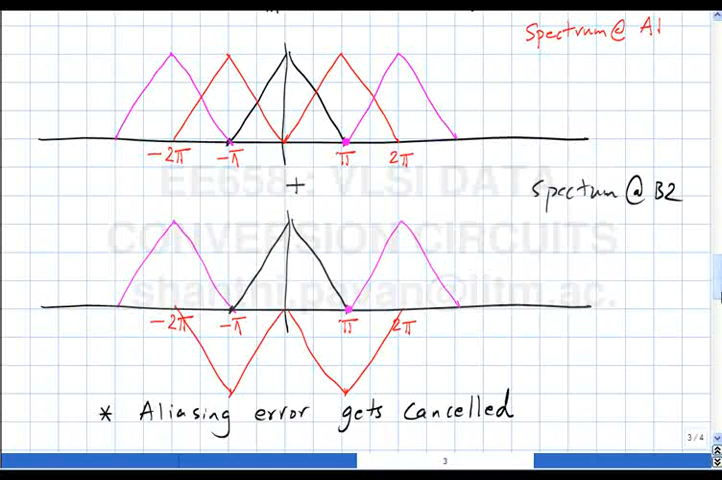 Spectrum @ A1
-2π -π π 2π
+
Spectrum @ B2
EE658: VLSI DATA
CONVERSION CIRCUITS
shanthi.pavan@iitm.ac.
-2π -π π 2π
* Aliasing error gets cancelled
3/4
3